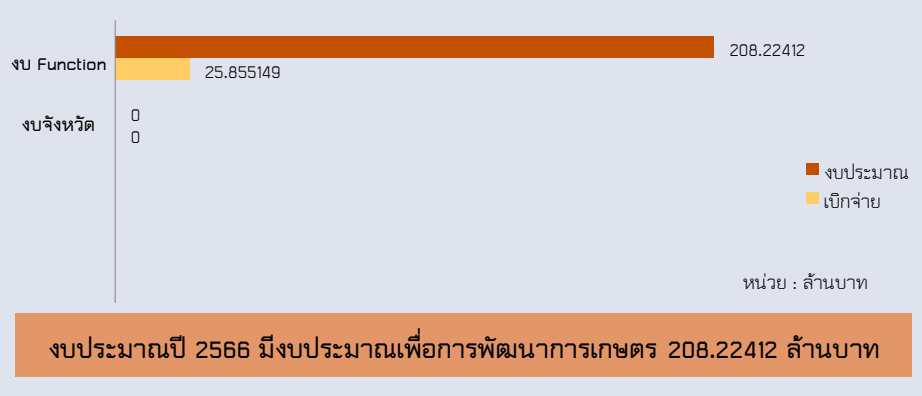 งบ Function
208.22412
25.855149
งบจังหวัด
0
0
งบประมาณ
เบิกจ่าย
หน่วย : ล้านบาท
งบประมาณปี 2566 มีงบประมาณเพื่อการพัฒนาการเกษตร 208.22412 ล้านบาท